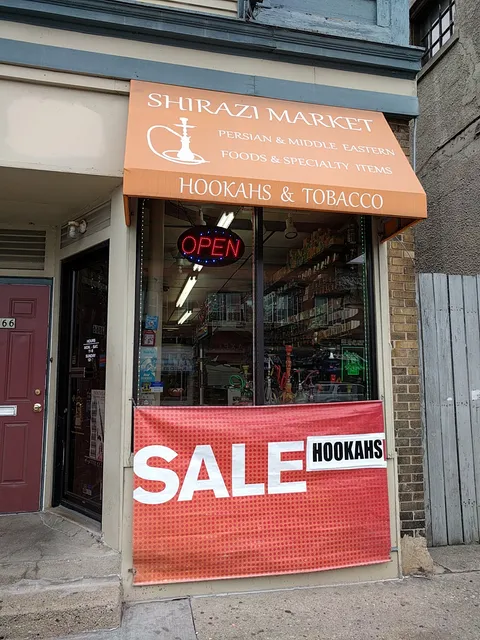 SHIRAZI MARKET
PERSIAN & MIDDLE EASTERN
FOODS & SPECIALTY ITEMS
HOOKAHS & TOBACCO
OPEN
66
SALE
HOOKAHS